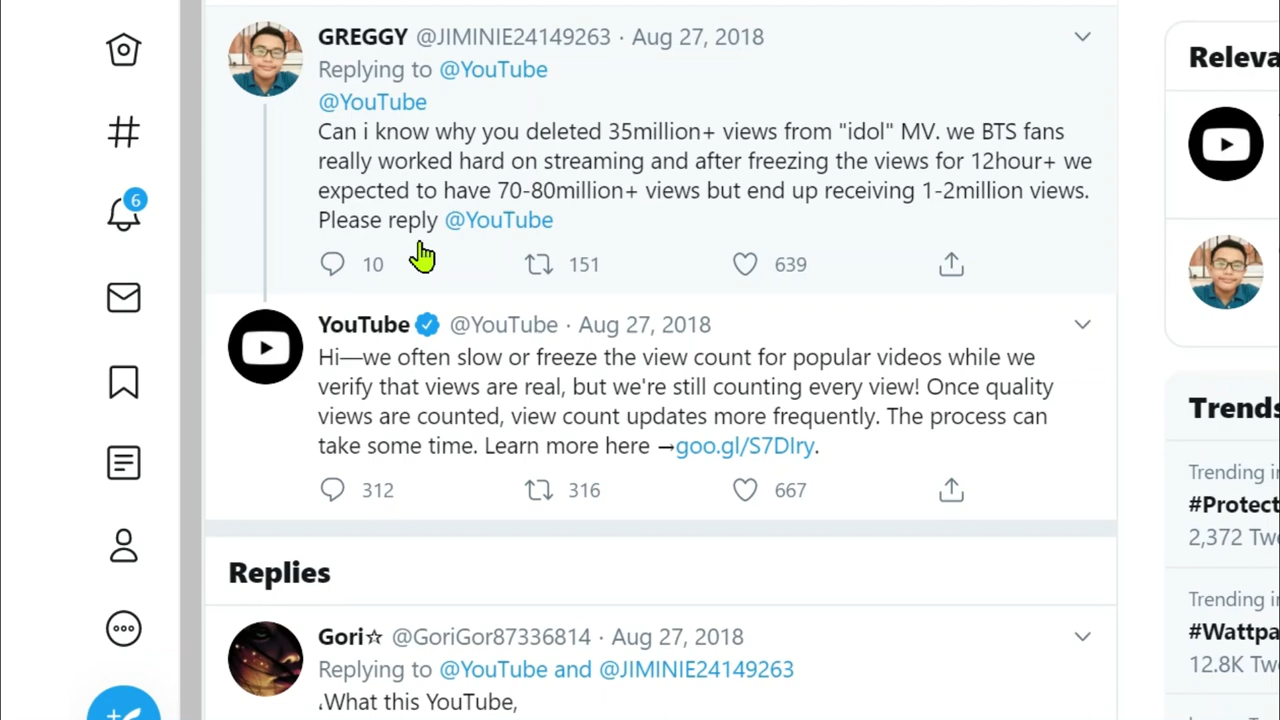 GREGGY @JIMINIE24149263 · Aug 27, 2018
Replying to @YouTube
@YouTube
Can i know why you deleted 35million+ views from "idol" MV. we BTS fans
really worked hard on streaming and after freezing the views for 12hour+ we
expected to have 70-80million+ views but end up receiving 1-2million views.
Please reply @YouTube
10 151 639
YouTube @YouTube · Aug 27, 2018
Hi—we often slow or freeze the view count for popular videos while we
verify that views are real, but we're still counting every view! Once quality
views are counted, view count updates more frequently. The process can
take some time. Learn more here →goo.gl/S7DIry.
312 316 667
Replies
Gori☆ @GoriGor87336814 · Aug 27, 2018
Replying to @YouTube and @JIMINIE24149263
،What this YouTube,
6
Releva
Trends
Trending in
#Protect
2,372 Twe
Trending in
#Wattpa
12.8K Tw